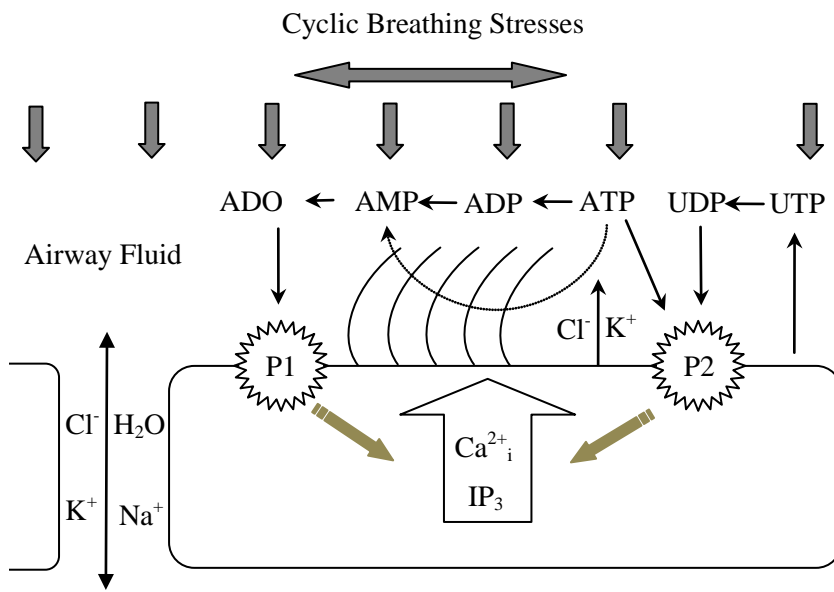 Cyclic Breathing Stresses
ADO AMP ADP ATP UDP UTP
Airway Fluid
Cl⁻ K⁺
P1 P2
Cl⁻ H₂O
Ca²⁺ᵢ
K⁺ Na⁺ IP₃